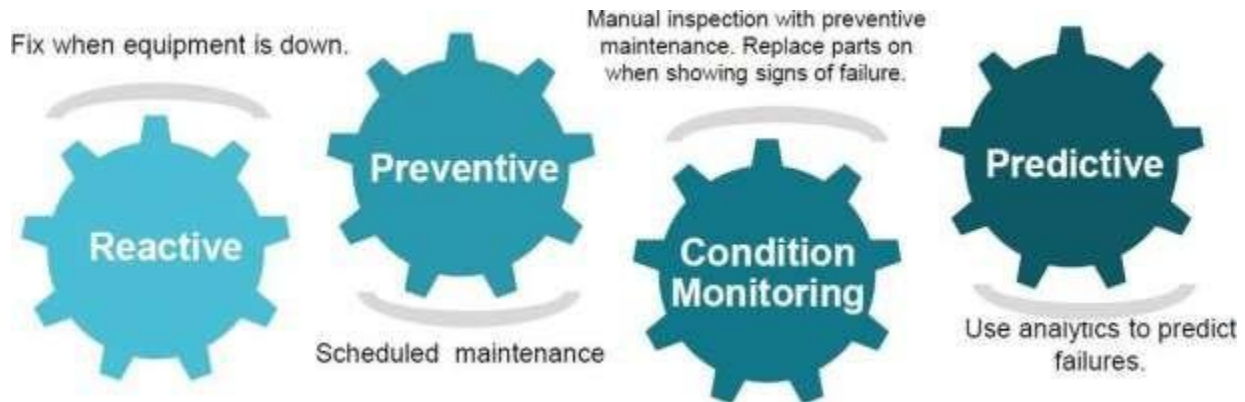 Fix when equipment is down.
Reactive
Preventive
Scheduled maintenance
Manual inspection with preventive
maintenance. Replace parts on
when showing signs of failure.
Condition
Monitoring
Predictive
Use analytics to predict
failures.